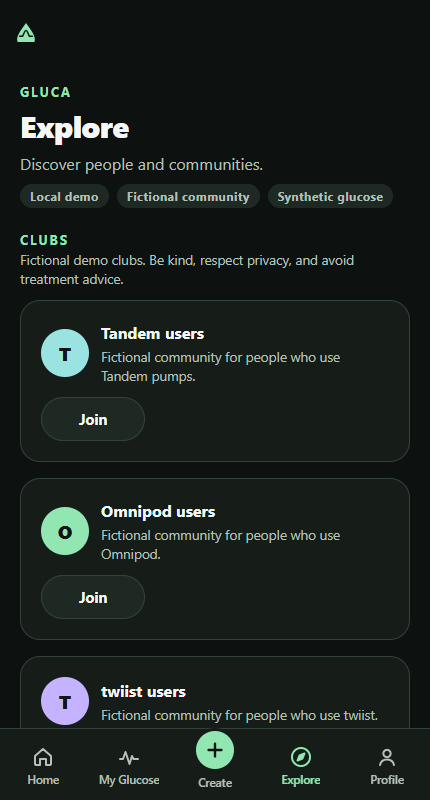 GLUCA
Explore
Discover people and communities.
Local demo
Fictional community
Synthetic glucose
CLUBS
Fictional demo clubs. Be kind, respect privacy, and avoid
treatment advice.
T
Tandem users
Fictional community for people who use
Tandem pumps.
Join
O
Omnipod users
Fictional community for people who use
Omnipod.
Join
T
twiist users
Fictional community for people who use twiist.
Home
My Glucose
Create
Explore
Profile